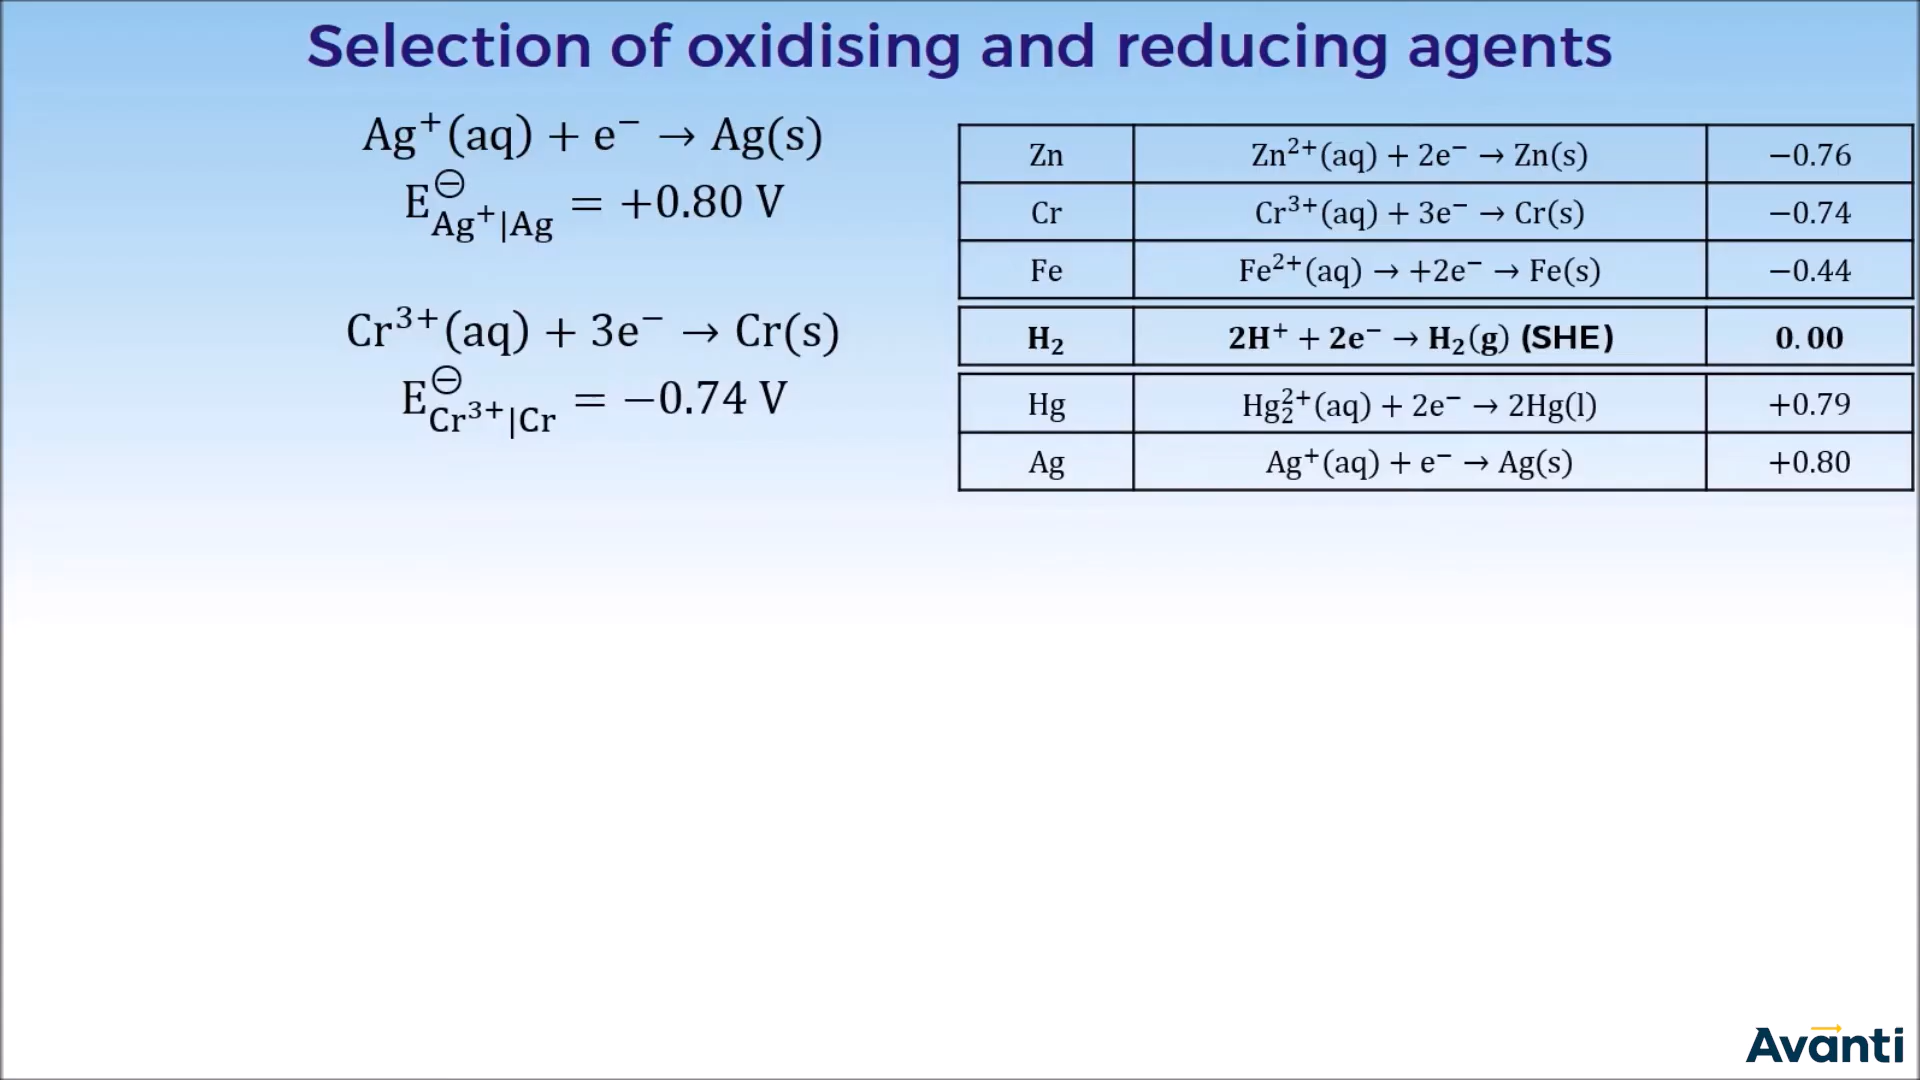 Selection of oxidising and reducing agents
Ag⁺(aq) + e⁻ → Ag(s)
E⊖Ag⁺|Ag = +0.80 V
Cr³⁺(aq) + 3e⁻ → Cr(s)
E⊖Cr³⁺|Cr = −0.74 V
Zn Zn²⁺(aq) + 2e⁻ → Zn(s) −0.76
Cr Cr³⁺(aq) + 3e⁻ → Cr(s) −0.74
Fe Fe²⁺(aq) → +2e⁻ → Fe(s) −0.44
H₂ 2H⁺ + 2e⁻ → H₂(g) (SHE) 0.00
Hg Hg₂²⁺(aq) + 2e⁻ → 2Hg(l) +0.79
Ag Ag⁺(aq) + e⁻ → Ag(s) +0.80
Avanti